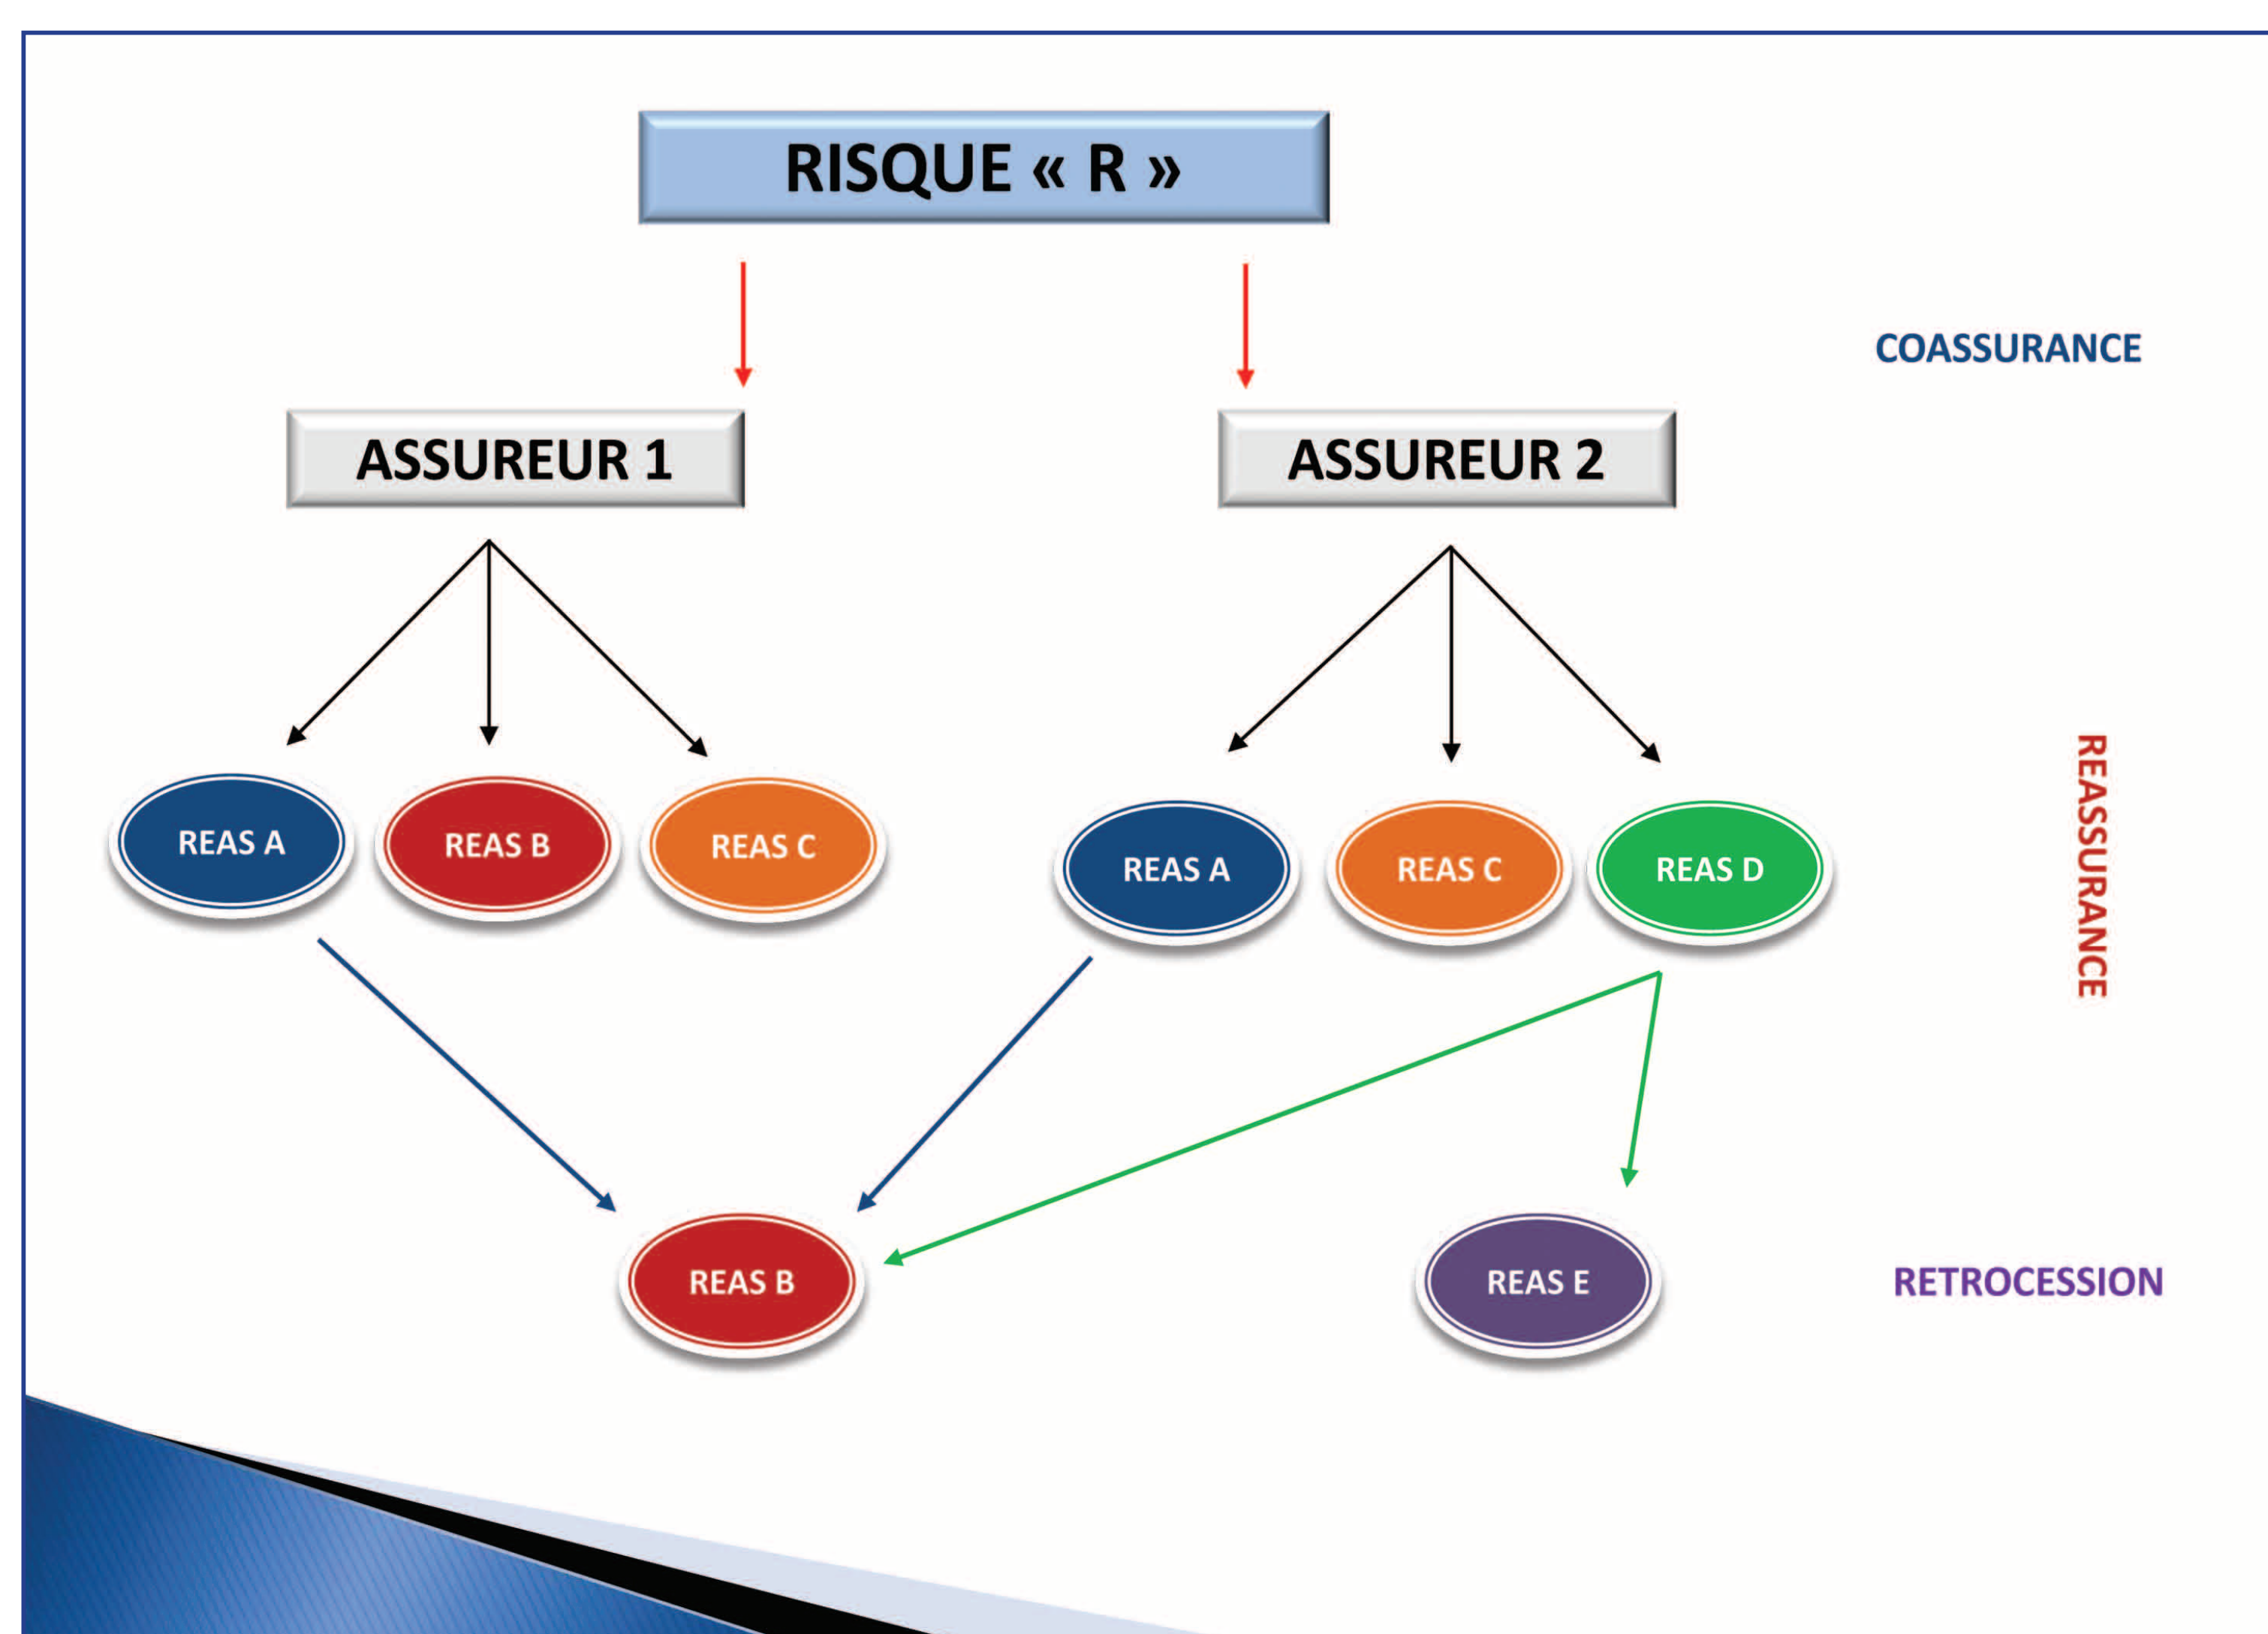 RISQUE « R »
COASSURANCE
ASSUREUR 1
ASSUREUR 2
REAS A
REAS B
REAS C
REAS A
REAS C
REAS D
REASSURANCE
REAS B
REAS E
RETROCESSION